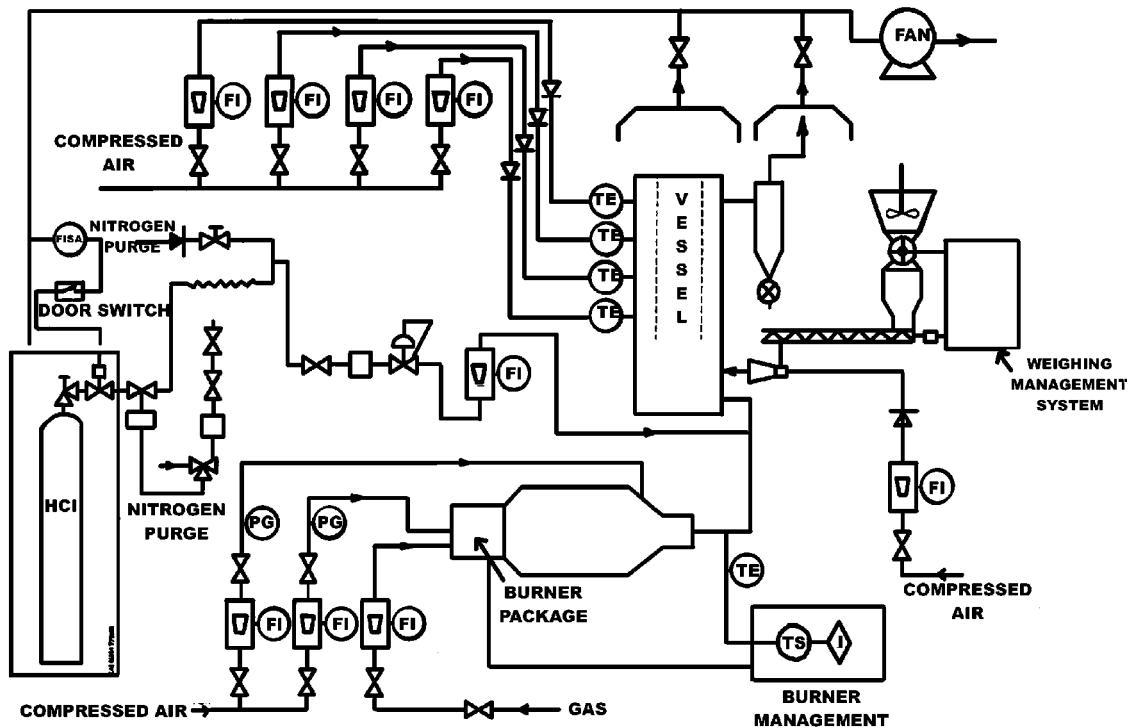 FAN
FI
FI
FI
FI
COMPRESSED
AIR
TE
TE
TE
TE
VESSEL
NITROGEN
PURGE
FISA
DOOR SWITCH
WEIGHING
MANAGEMENT
SYSTEM
FI
HCl
NITROGEN
PURGE
FI
PG
PG
BURNER
PACKAGE
TE
COMPRESSED
AIR
FI
FI
FI
TS
I
COMPRESSED AIR
GAS
BURNER
MANAGEMENT